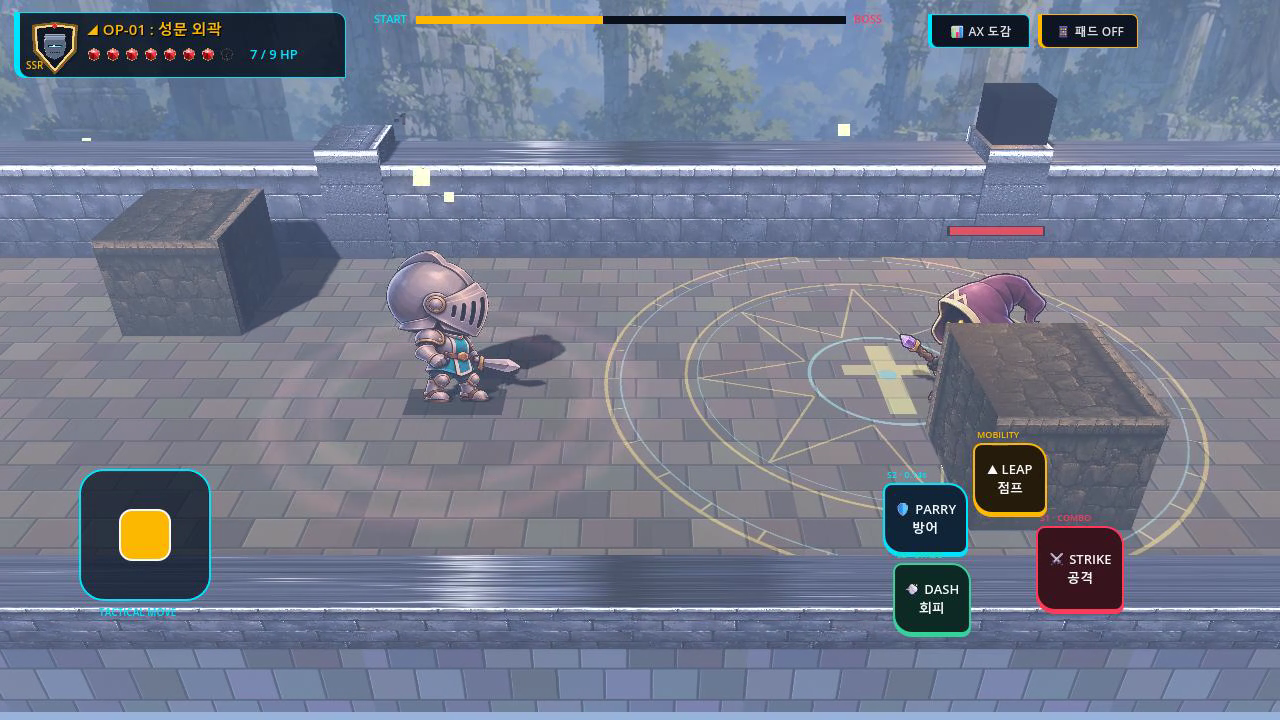 ◢ OP-01 : 성문 외곽
SSR
7 / 9 HP
START
BOSS
📊 AX 도감
패드 OFF
MOBILITY
▲ LEAP
점프
PARRY
방어
S1 · COMBO
STRIKE
공격
DASH
회피
TACTICAL MOVE